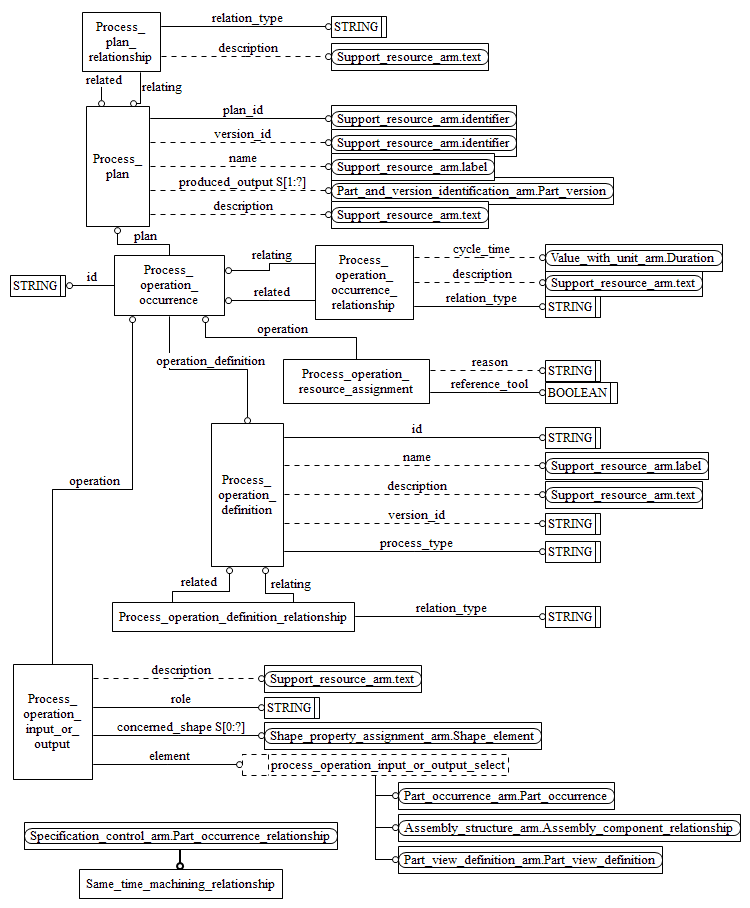 relation_type
Process_
plan_
relationship
STRING
description
Support_resource_arm.text
related
relating
plan_id
Support_resource_arm.identifier
version_id
Support_resource_arm.identifier
Process_
plan
name
Support_resource_arm.label
produced_output S[1:?]
Part_and_version_identification_arm.Part_version
description
Support_resource_arm.text
plan
Process_
operation_
occurrence
id
STRING
relating
related
Process_
operation_
occurrence_
relationship
cycle_time
Value_with_unit_arm.Duration
description
Support_resource_arm.text
relation_type
STRING
operation
operation_definition
Process_operation_
resource_assignment
reason
STRING
reference_tool
BOOLEAN
id
STRING
name
Support_resource_arm.label
Process_
operation_
definition
description
Support_resource_arm.text
version_id
STRING
process_type
STRING
operation
related
relating
Process_operation_definition_relationship
relation_type
STRING
Process_
operation_
input_or_
output
description
Support_resource_arm.text
role
STRING
concerned_shape S[0:?]
Shape_property_assignment_arm.Shape_element
element
process_operation_input_or_output_select
Part_occurrence_arm.Part_occurrence
Assembly_structure_arm.Assembly_component_relationship
Part_view_definition_arm.Part_view_definition
Specification_control_arm.Part_occurrence_relationship
Same_time_machining_relationship